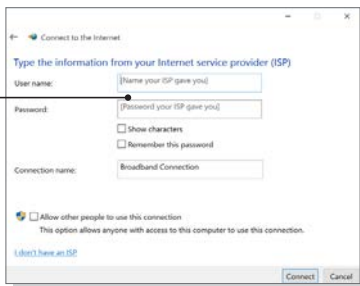 Connect to the Internet
Type the information from your Internet service provider (ISP)
User name: [Name your ISP gave you]
Password: [Password your ISP gave you]
Show characters
Remember this password
Connection name: Broadband Connection
Allow other people to use this connection
This option allows anyone with access to this computer to use this connection.
I don't have an ISP
Connect Cancel